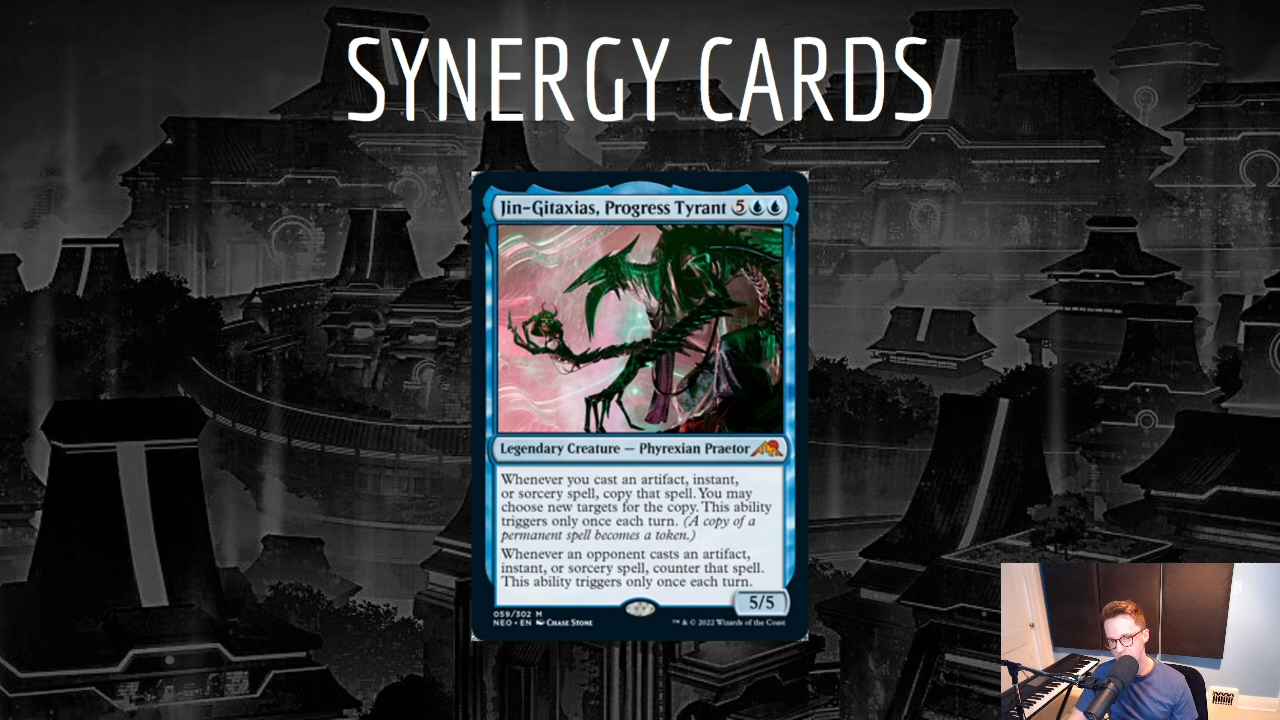 SYNERGY CARDS
Jin-Gitaxias, Progress Tyrant 5
Legendary Creature — Phyrexian Praetor
Whenever you cast an artifact, instant,
or sorcery spell, copy that spell. You may
choose new targets for the copy. This ability
triggers only once each turn. (A copy of a
permanent spell becomes a token.)
Whenever an opponent casts an artifact,
instant, or sorcery spell, counter that spell.
This ability triggers only once each turn.
5/5
059/302 M
NEO • EN CHASE STONE
™ & © 2022 Wizards of the Coast